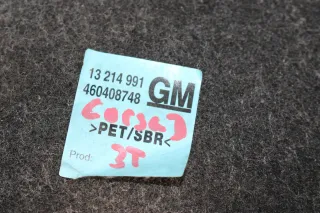 13 214 991
460408748 GM
Corsa D
>PET/SBR<
Prod: 3T